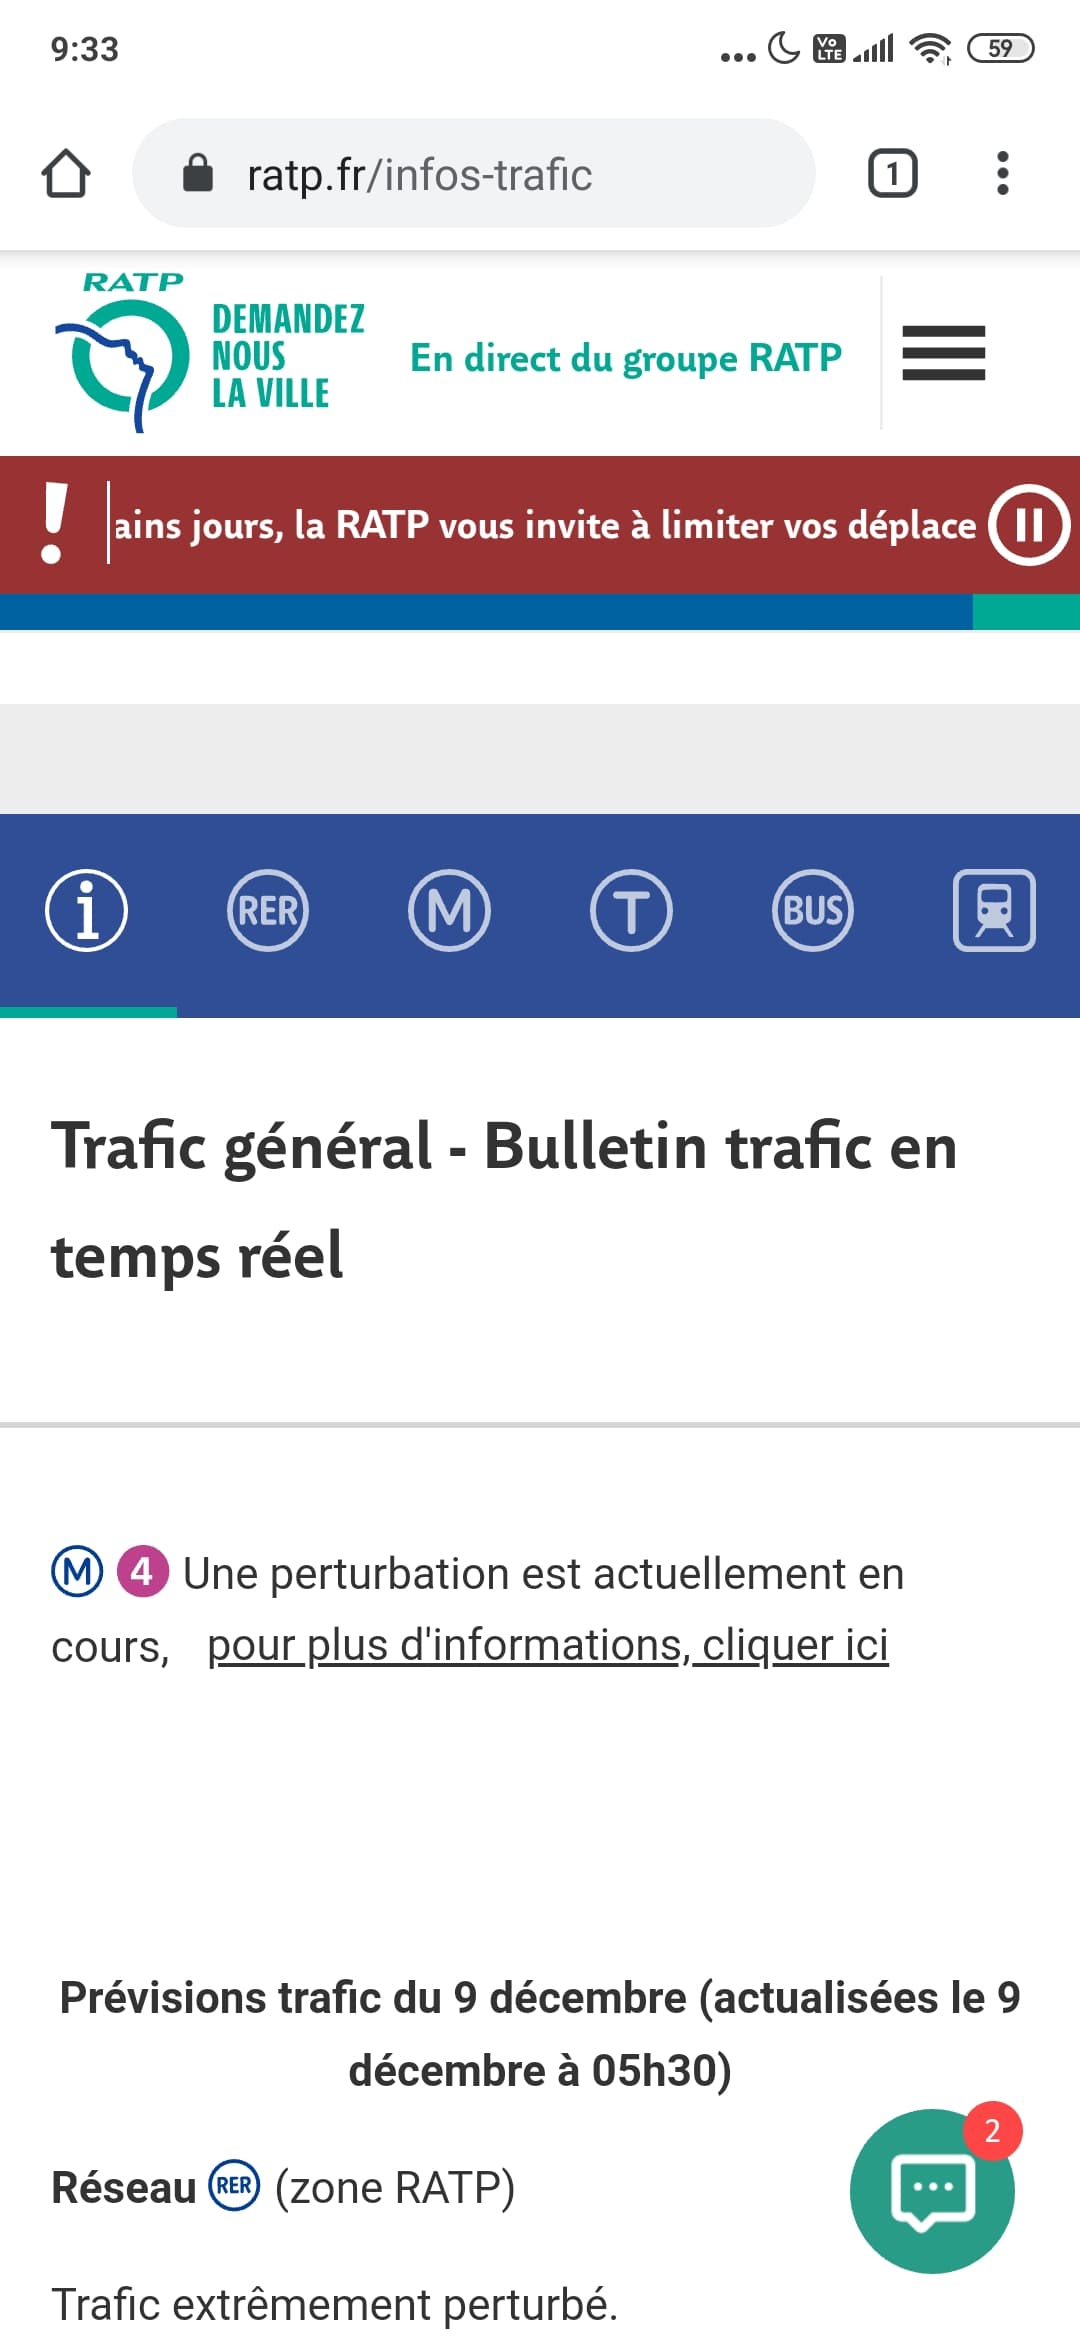 9:33
Vo LTE
59
ratp.fr/infos-trafic
1
RATP
DEMANDEZ
NOUS
LA VILLE
En direct du groupe RATP
! ains jours, la RATP vous invite à limiter vos déplace
i RER M T BUS
Trafic général - Bulletin trafic en
temps réel
M 4 Une perturbation est actuellement en
cours, pour plus d'informations, cliquer ici
Prévisions trafic du 9 décembre (actualisées le 9
décembre à 05h30)
2
Réseau RER (zone RATP)
Trafic extrêmement perturbé.